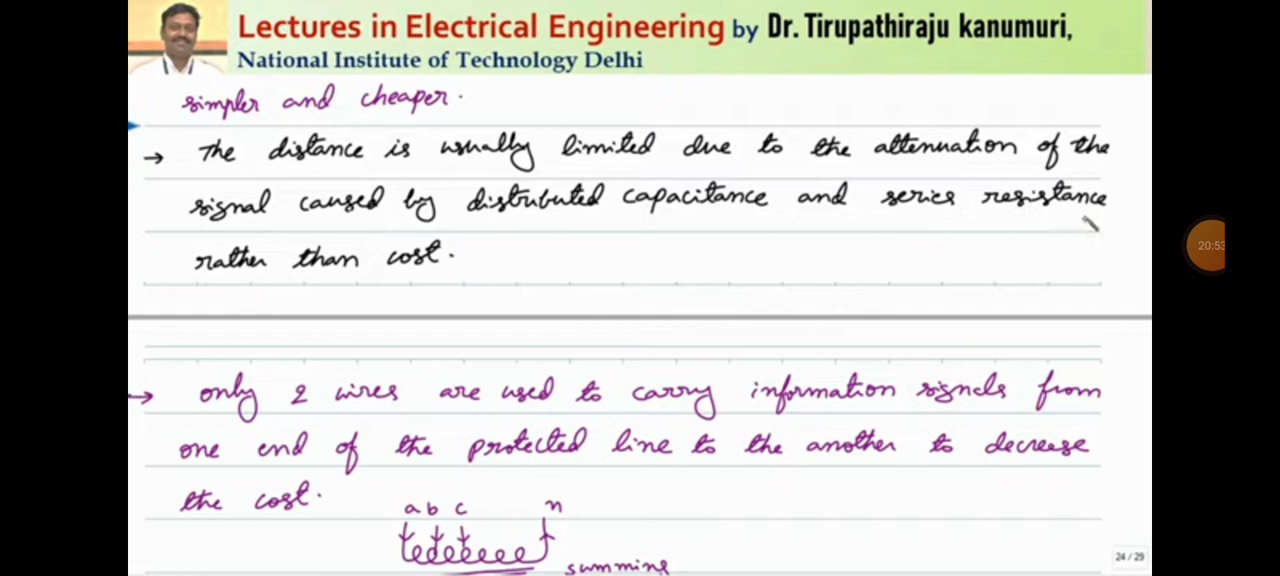 Lectures in Electrical Engineering by Dr. Tirupathiraju kanumuri,
National Institute of Technology Delhi
simpler and cheaper.
→ The distance is usually limited due to the attenuation of the
signal caused by distributed capacitance and series resistance
rather than cost.
20:53
→ only 2 wires are used to carry information signals from
one end of the protected line to the another to decrease
the cost.
a b c n
summing
24 / 29